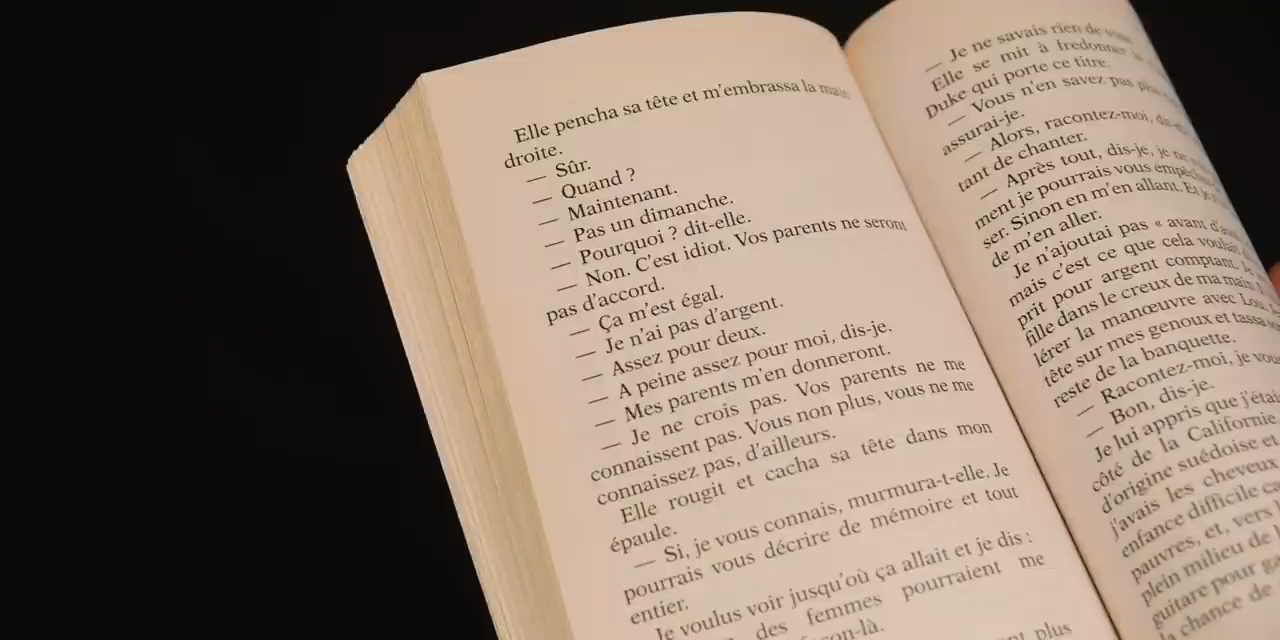 Elle pencha sa tête et m'embrassa la main
droite.
— Sûr.
— Quand ?
— Maintenant.
— Pas un dimanche.
— Pourquoi ? dit-elle.
— Non. C'est idiot. Vos parents ne seront
pas d'accord.
— Ça m'est égal.
— Je n'ai pas d'argent.
— Assez pour deux.
— A peine assez pour moi, dis-je.
— Mes parents m'en donneront.
— Je ne crois pas. Vos parents ne me
connaissent pas. Vous non plus, vous ne me
connaissez pas, d'ailleurs.
Elle rougit et cacha sa tête dans mon
épaule.
— Si, je vous connais, murmura-t-elle. Je
pourrais vous décrire de mémoire et tout
entier.
Je voulus voir jusqu'où ça allait et je dis :
des femmes pourraient me
plus
— Je ne savais rien de
Elle se mit à fredonner
Duke qui porte ce titre.
— Vous n'en savez pas
assurai-je.
— Alors, racontez-moi,
tant de chanter.
— Après tout, dis-je, je ne
ment je pourrais vous
ser. Sinon en m'en allant. Et je
de m'en aller.
Je n'ajoutai pas « avant
mais c'est ce que cela
prit pour argent comptant. Je
fille dans le creux de ma main.
lérer la manœuvre avec Lou.
tête sur mes genoux et tassa
reste de la banquette.
— Racontez-moi, je
— Bon, dis-je.
Je lui appris que j'étai
côté de la Californie
d'origine suédoise et
j'avais les cheveux
enfance difficile
pauvres, et, vers
plein milieu de
guitare pour
la chance de